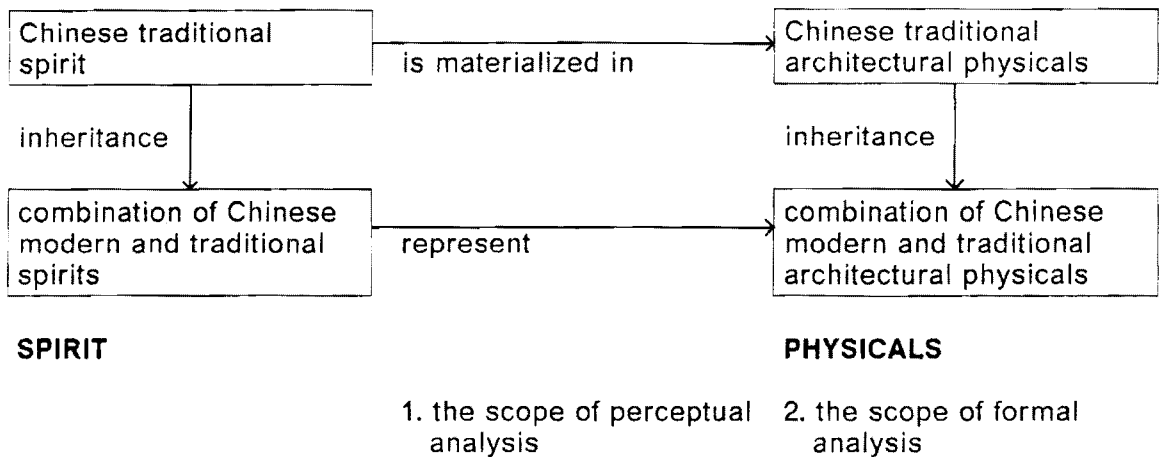 Chinese traditional
spirit
is materialized in
Chinese traditional
architectural physicals
inheritance
inheritance
combination of Chinese
modern and traditional
spirits
represent
combination of Chinese
modern and traditional
architectural physicals
SPIRIT
PHYSICALS
1. the scope of perceptual
analysis
2. the scope of formal
analysis